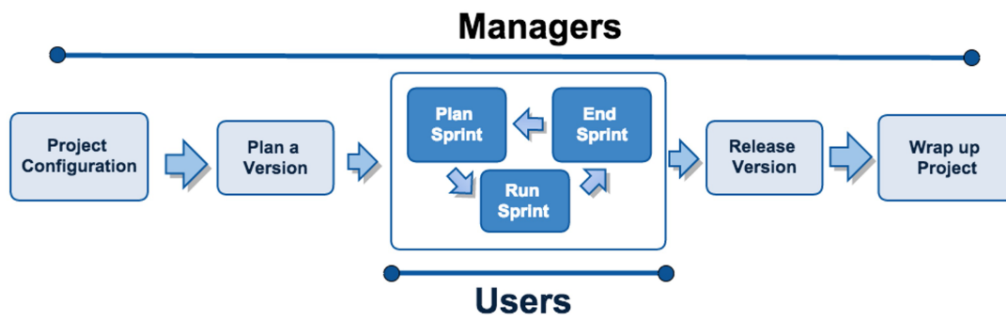 Managers
Project
Configuration
Plan a
Version
Plan
Sprint
End
Sprint
Run
Sprint
Release
Version
Wrap up
Project
Users